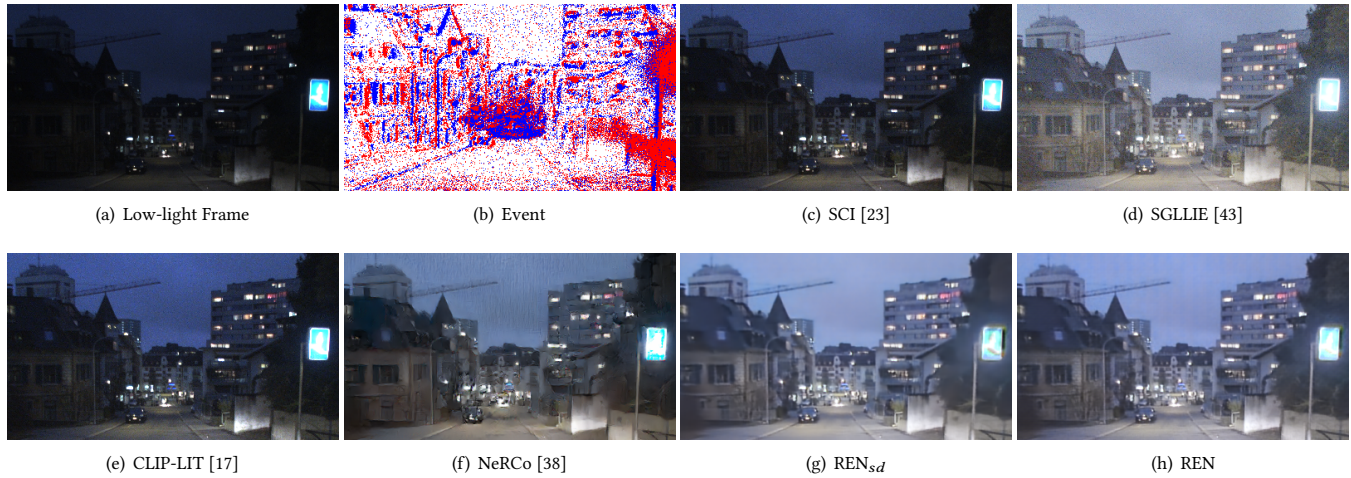 (a) Low-light Frame
(b) Event
(c) SCI [23]
(d) SGLLIE [43]
(e) CLIP-LIT [17]
(f) NeRCo [38]
(g) RENsd
(h) REN